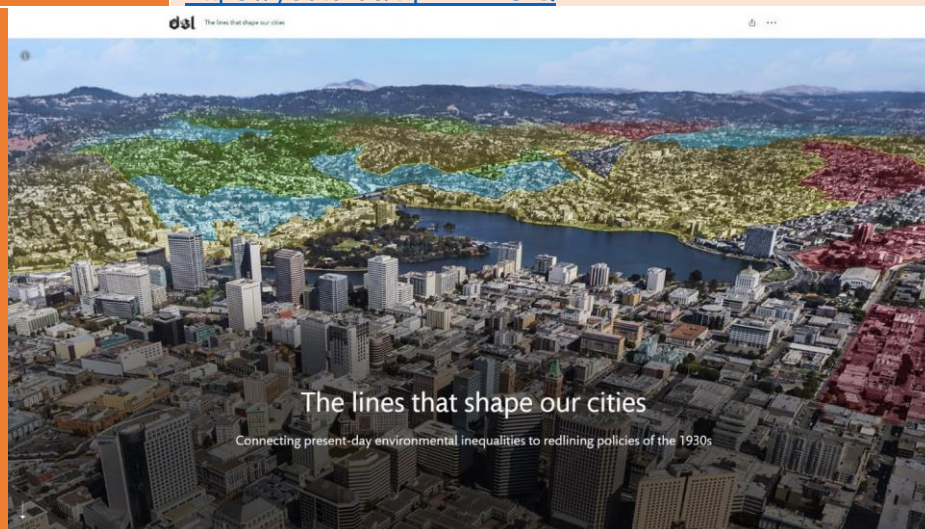 dsl The lines that shape our cities
The lines that shape our cities
Connecting present-day environmental inequalities to redlining policies of the 1930s